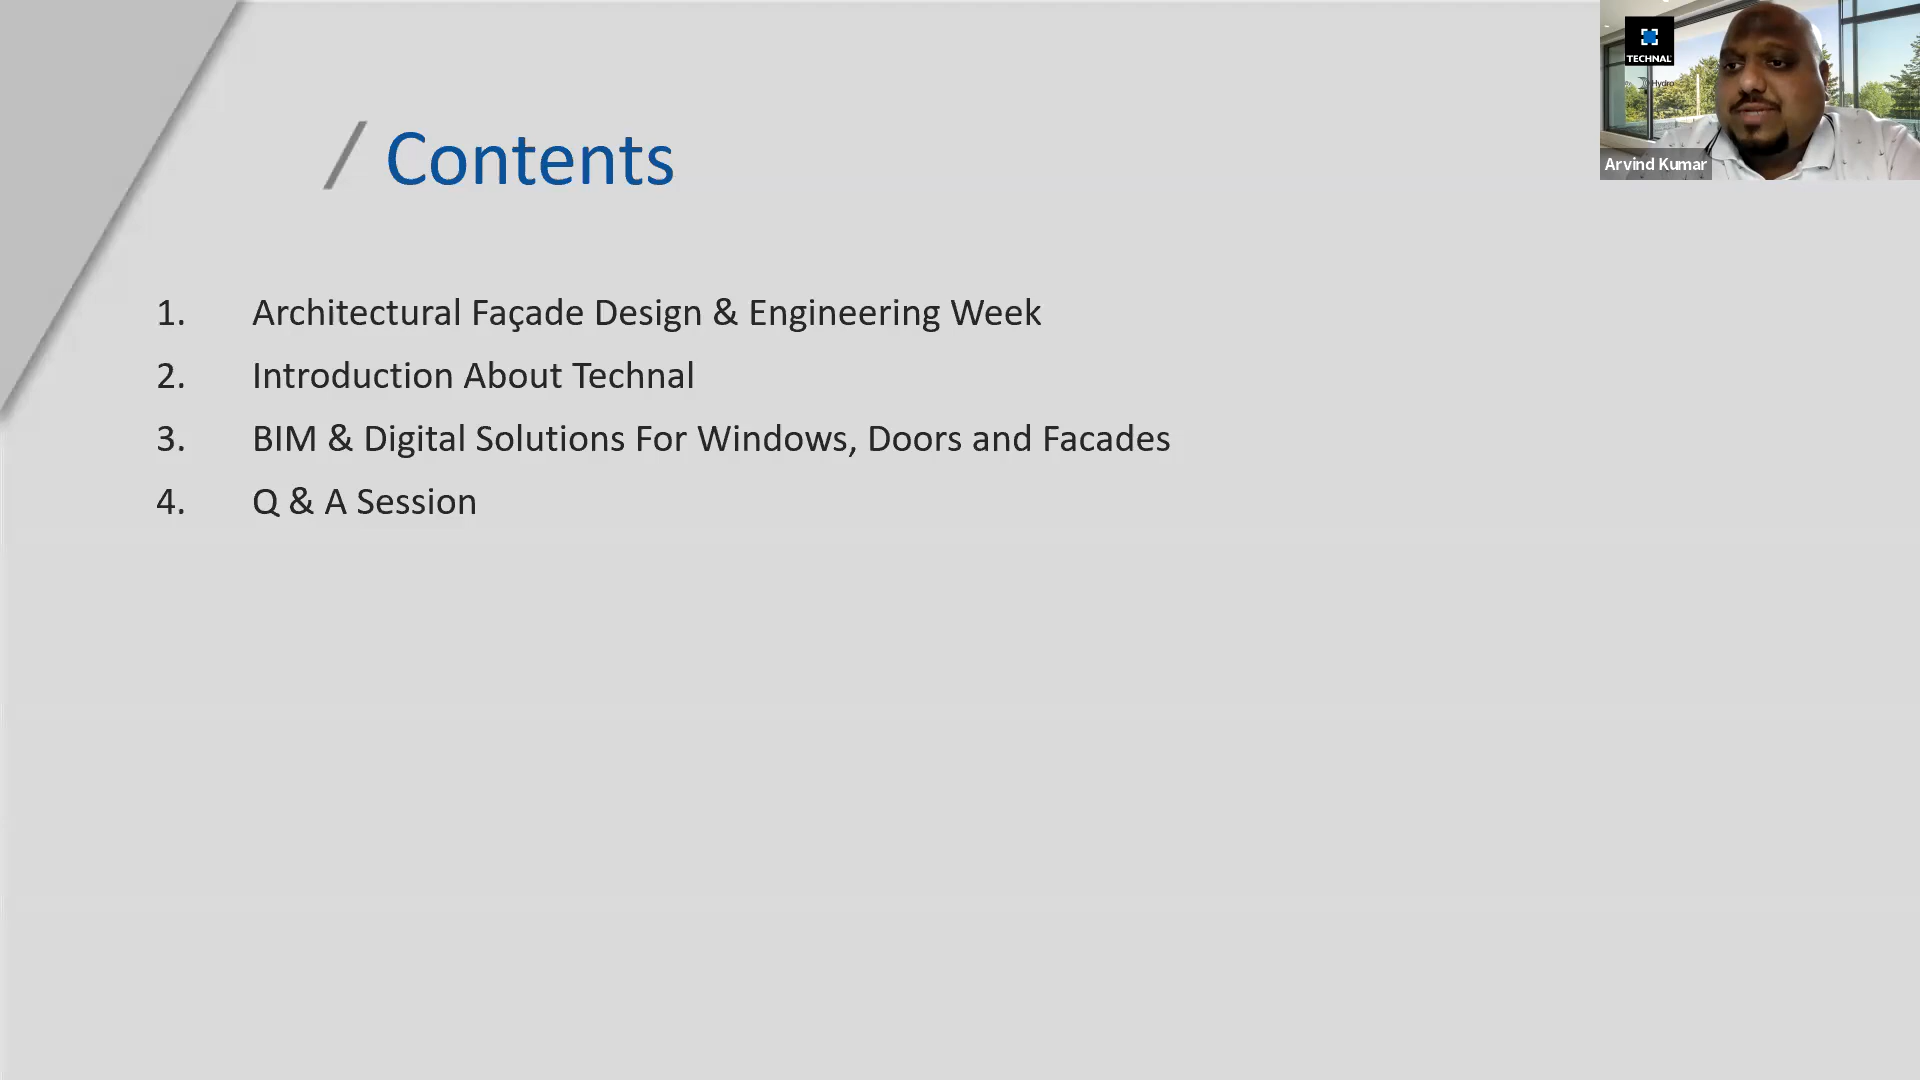 / Contents
1. Architectural Façade Design & Engineering Week
2. Introduction About Technal
3. BIM & Digital Solutions For Windows, Doors and Facades
4. Q & A Session
TECHNAL
Hydro
Arvind Kumar